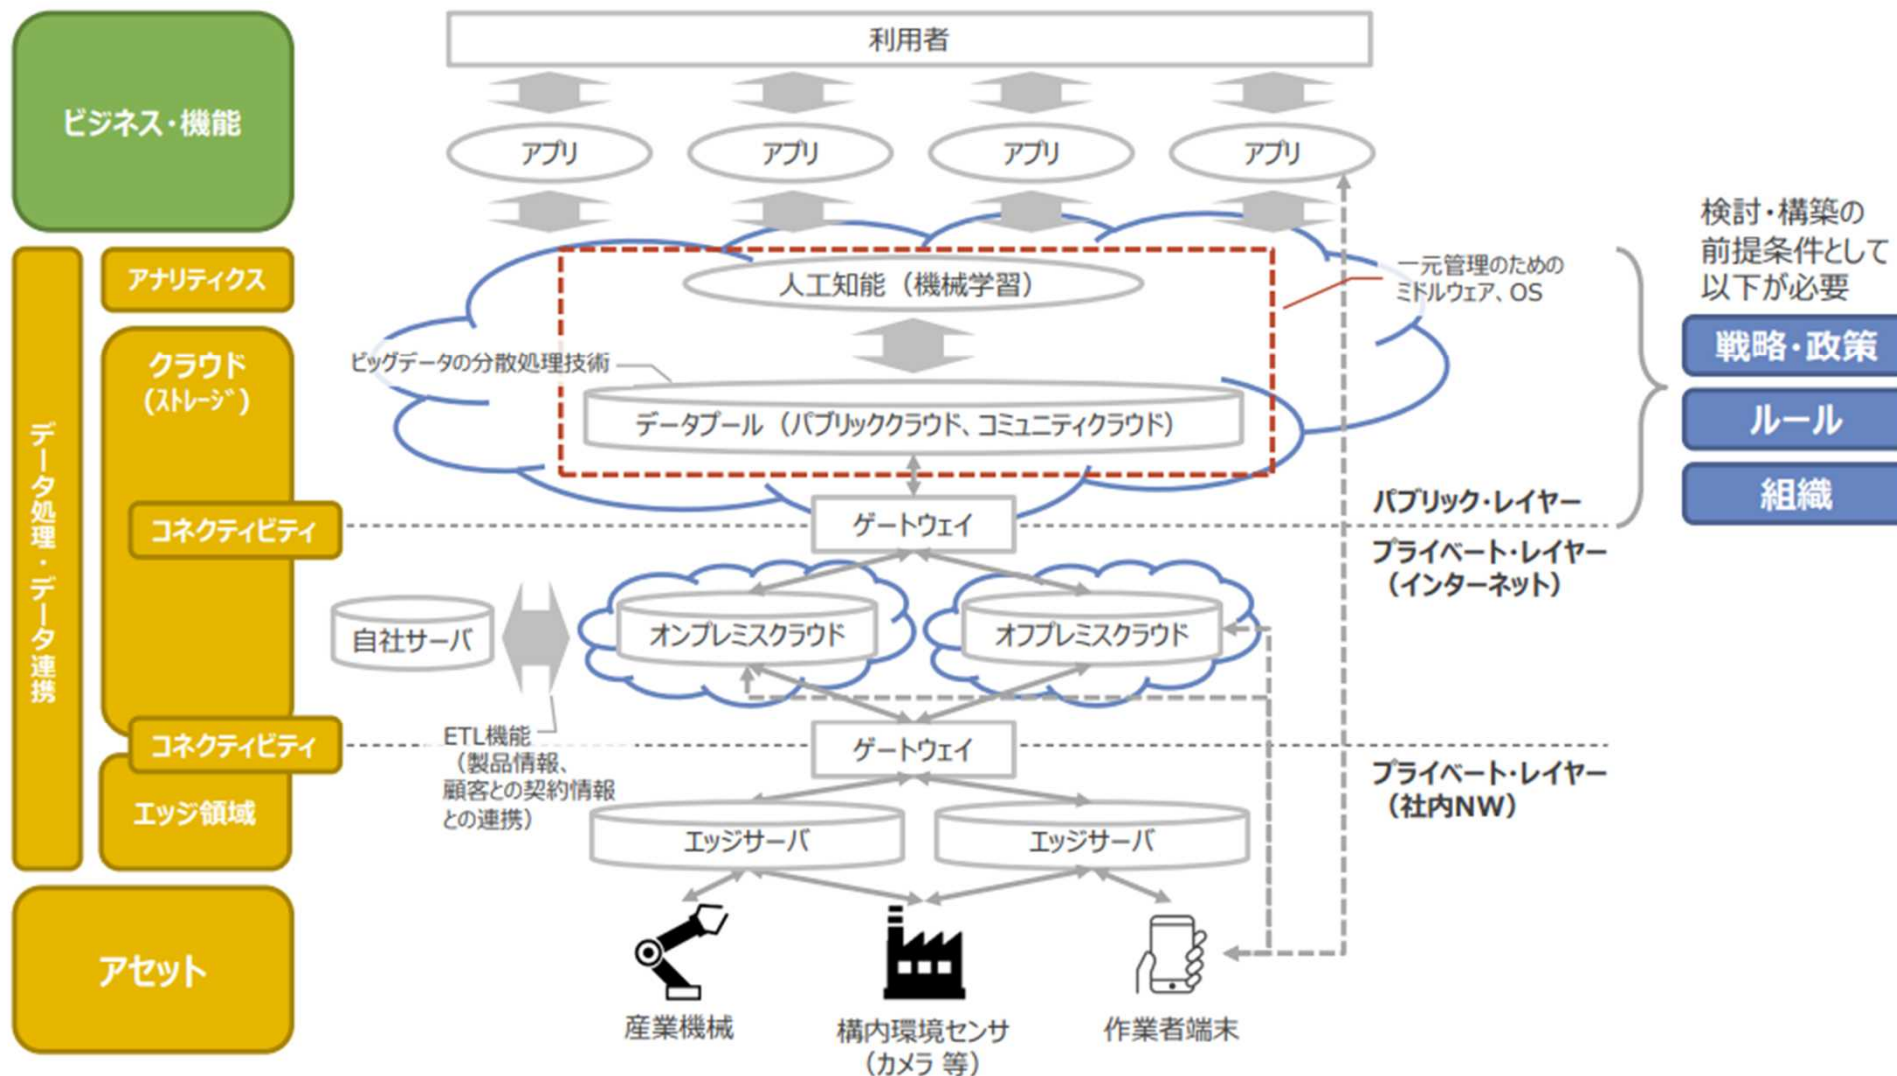 利用者
ビジネス・機能
アプリ
アプリ
アプリ
アプリ
検討・構築の
前提条件として
以下が必要
戦略・政策
ルール
組織
データ処理・データ連携
アナリティクス
人工知能（機械学習）
一元管理のための
ミドルウェア、OS
クラウド
(ストレージ)
ビッグデータの分散処理技術
データプール（パブリッククラウド、コミュニティクラウド）
コネクティビティ
ゲートウェイ
パブリック・レイヤー
プライベート・レイヤー
（インターネット）
自社サーバ
オンプレミスクラウド
オフプレミスクラウド
コネクティビティ
ETL機能
（製品情報、
顧客との契約情報
との連携）
ゲートウェイ
プライベート・レイヤー
（社内NW）
エッジ領域
エッジサーバ
エッジサーバ
アセット
産業機械
構内環境センサ
（カメラ 等）
作業者端末